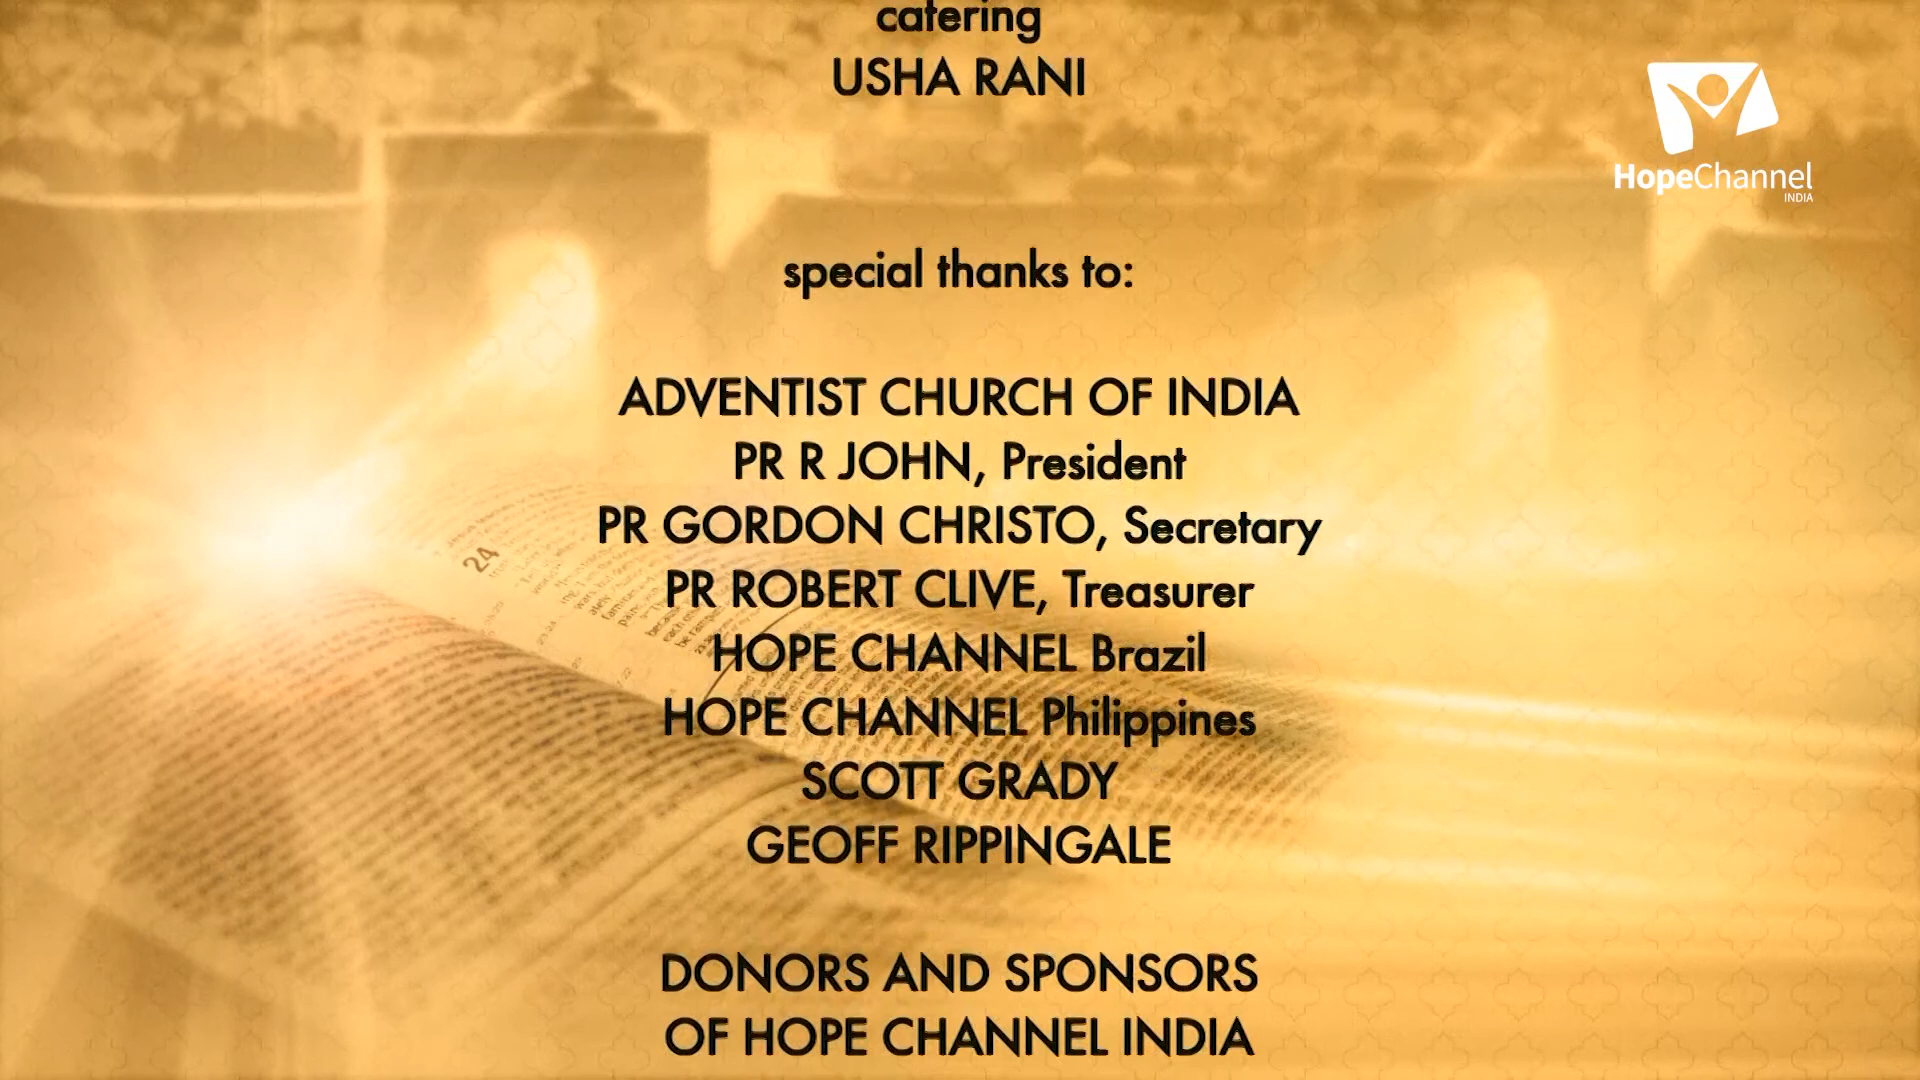 catering
USHA RANI
HopeChannel
INDIA
special thanks to:
ADVENTIST CHURCH OF INDIA
PR R JOHN, President
PR GORDON CHRISTO, Secretary
PR ROBERT CLIVE, Treasurer
HOPE CHANNEL Brazil
HOPE CHANNEL Philippines
SCOTT GRADY
GEOFF RIPPINGALE
DONORS AND SPONSORS
OF HOPE CHANNEL INDIA
24